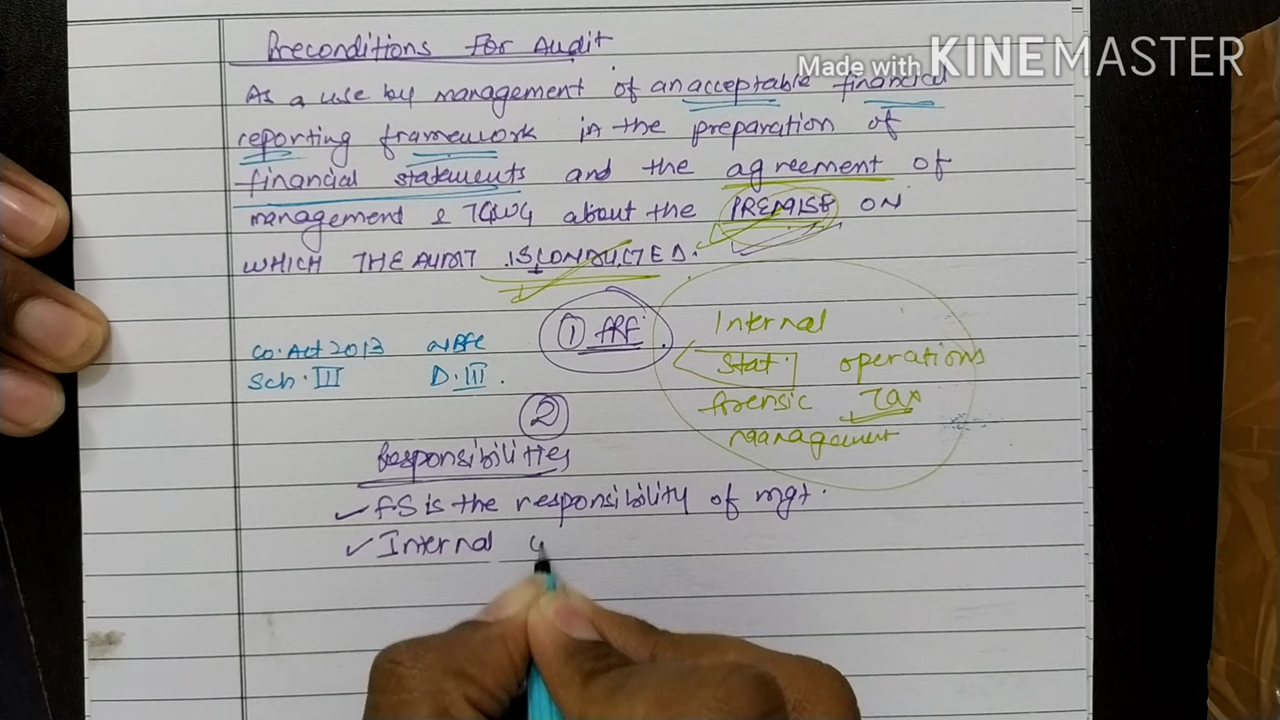 Preconditions For Audit
Made with KINEMASTER
As a use by management of an acceptable financial
reporting framework in the preparation of
financial statements and the agreement of
management & TCWG about the PREMISE ON
WHICH THE AUDIT IS CONDUCTED.
① FRF
Internal
Stat. operations
forensic Tax
management
Co. Act 2013 NBFC
Sch. III D. III.
②
Responsibilities
✓ F.S is the responsibility of mgt.
✓ Internal c